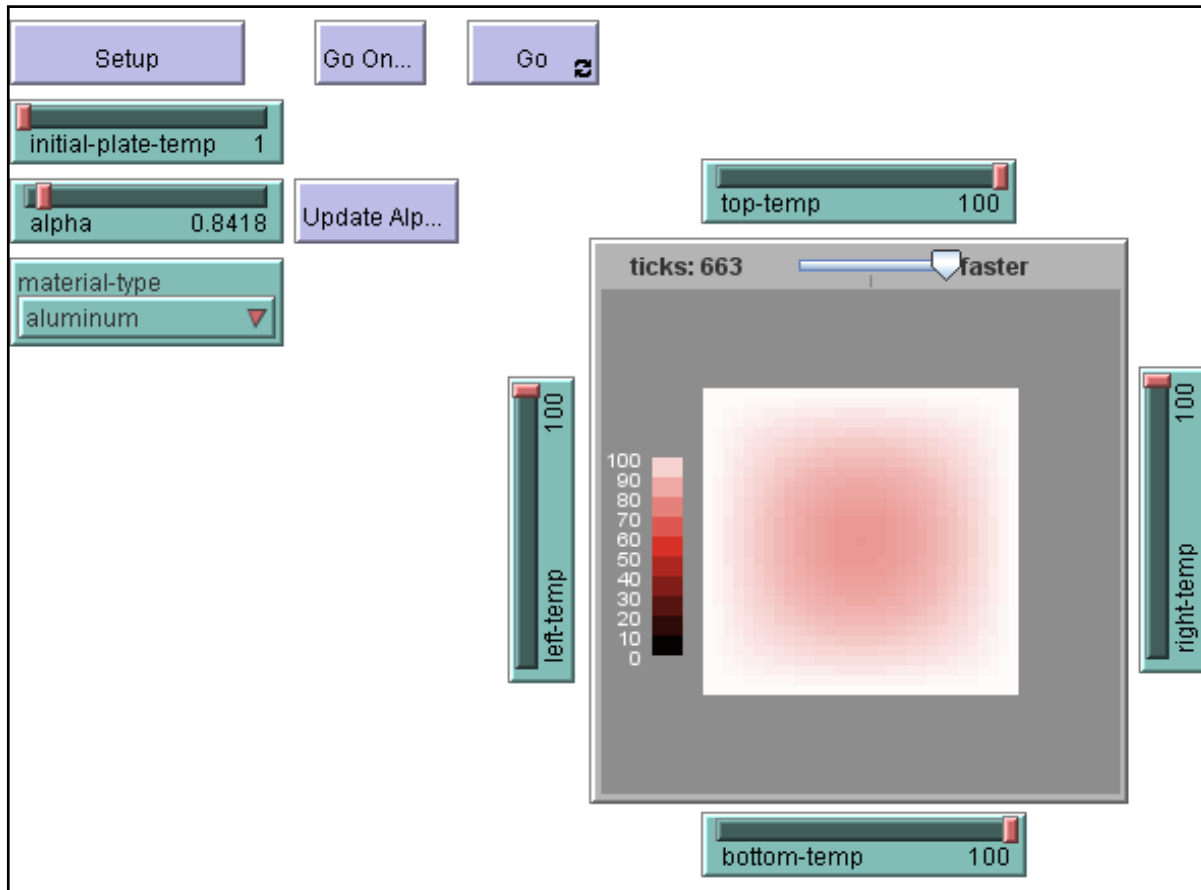 Setup
Go On...
Go
initial-plate-temp 1
alpha 0.8418
Update Alp...
material-type
aluminum
top-temp 100
ticks: 663 faster
left-temp 100
100
90
80
70
60
50
40
30
20
10
0
right-temp 100
bottom-temp 100